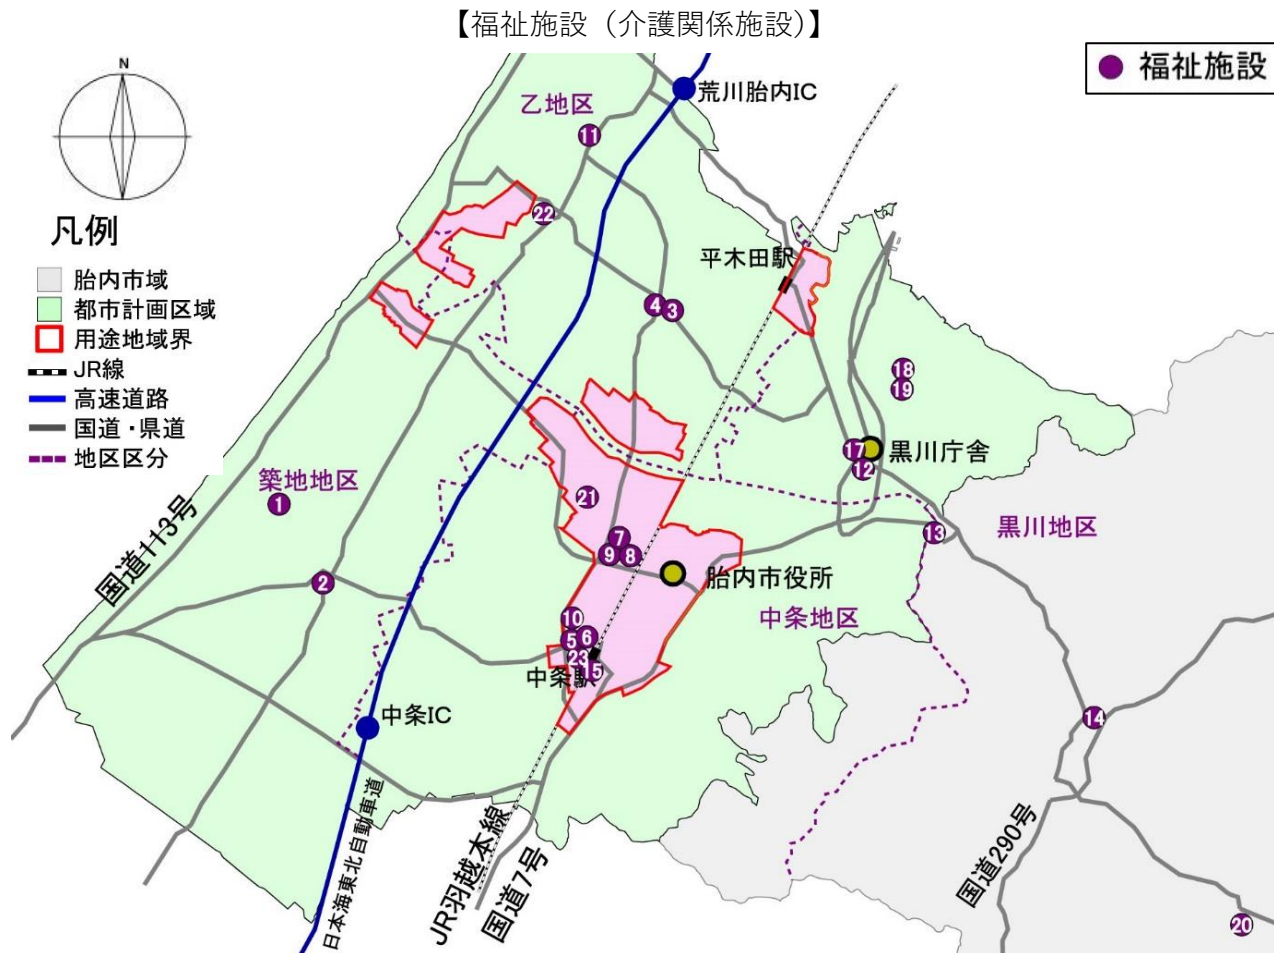 【福祉施設（介護関係施設）】
福祉施設
N
荒川胎内IC
乙地区
11
22
凡例
平木田駅
胎内市域
都市計画区域
用途地域界
JR線
高速道路
国道・県道
地区区分
4
3
18
19
17
黒川庁舎
12
築地地区
1
21
国道113号
13
黒川地区
7
9
8
2
胎内市役所
10
中条地区
5
6
23
中条駅
15
中条IC
14
日本海東北自動車道
JR羽越本線
国道7号
国道290号
20